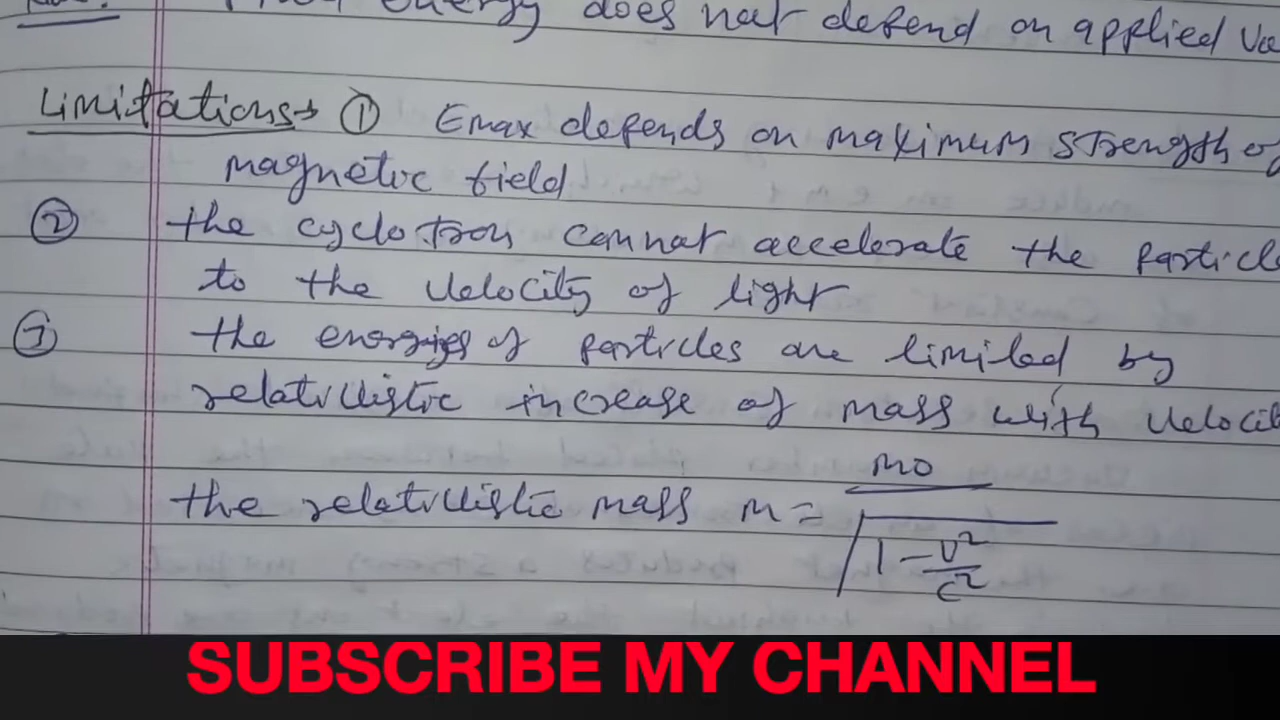 energy does not depend on applied
Limitations→ ① Emax depends on maximum strength of
magnetic field
② the cyclotron cannot accelerate the particle
to the velocity of light
③ the energies of particles are limited by
relativistic increase of mass with
the relativistic mass m = m0
√1 - v²/c²
SUBSCRIBE MY CHANNEL